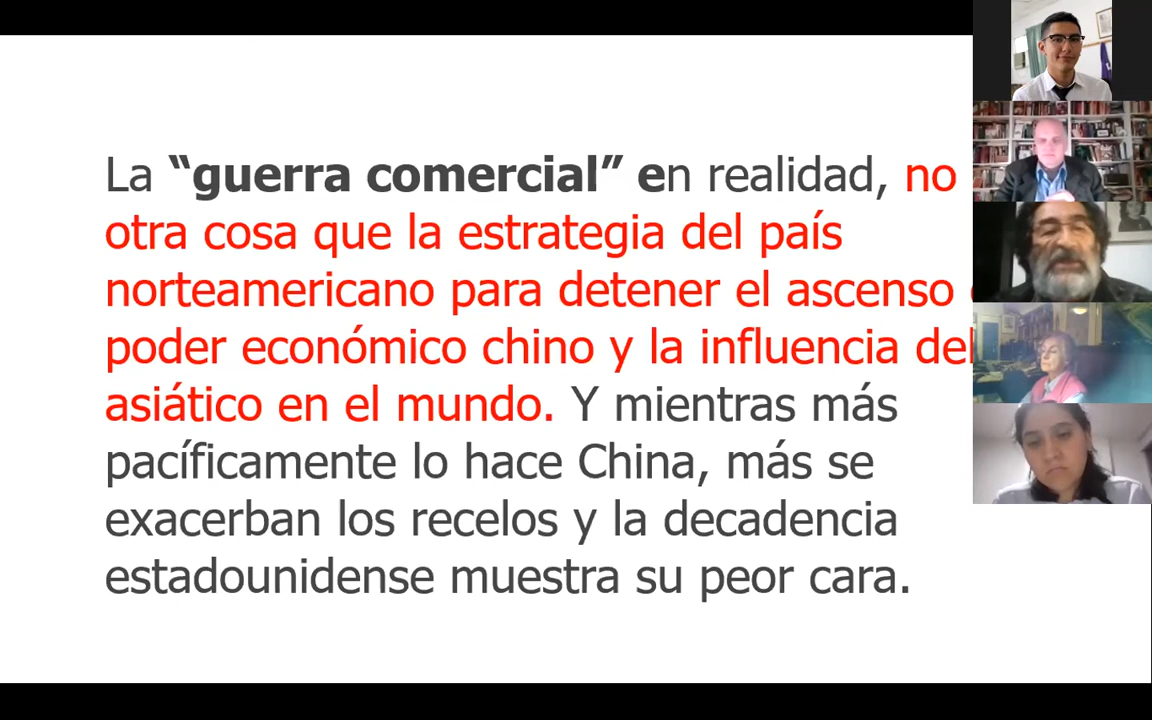 La “guerra comercial” en realidad, no
otra cosa que la estrategia del país
norteamericano para detener el ascenso
poder económico chino y la influencia del
asiático en el mundo. Y mientras más
pacíficamente lo hace China, más se
exacerban los recelos y la decadencia
estadounidense muestra su peor cara.